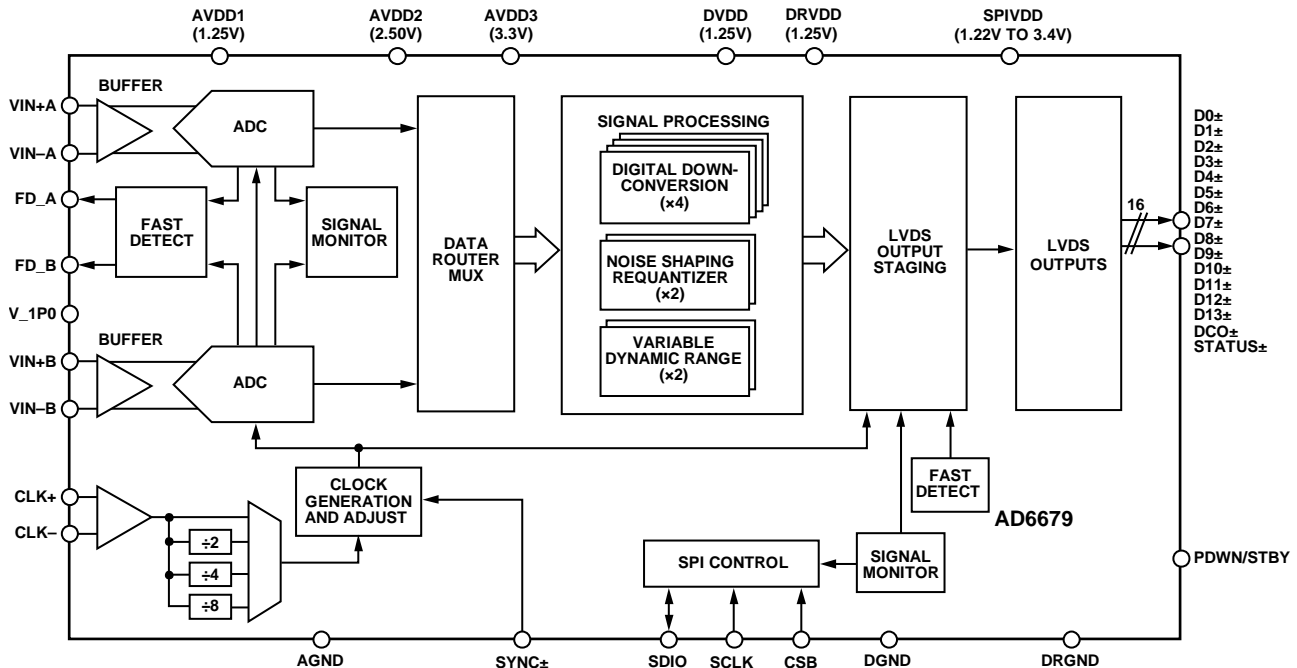 AVDD1
(1.25V)
AVDD2
(2.50V)
AVDD3
(3.3V)
DVDD
(1.25V)
DRVDD
(1.25V)
SPIVDD
(1.22V TO 3.4V)
BUFFER
VIN+A
VIN–A
ADC
FD_A
FD_B
FAST
DETECT
SIGNAL
MONITOR
V_1P0
BUFFER
VIN+B
VIN–B
ADC
DATA
ROUTER
MUX
SIGNAL PROCESSING
DIGITAL DOWN-
CONVERSION
(×4)
NOISE SHAPING
REQUANTIZER
(×2)
VARIABLE
DYNAMIC RANGE
(×2)
LVDS
OUTPUT
STAGING
LVDS
OUTPUTS
16
D0±
D1±
D2±
D3±
D4±
D5±
D6±
D7±
D8±
D9±
D10±
D11±
D12±
D13±
DCO±
STATUS±
CLK+
CLK–
÷2
÷4
÷8
CLOCK
GENERATION
AND ADJUST
FAST
DETECT
AD6679
SPI CONTROL
SIGNAL
MONITOR
PDWN/STBY
AGND
SYNC±
SDIO
SCLK
CSB
DGND
DRGND